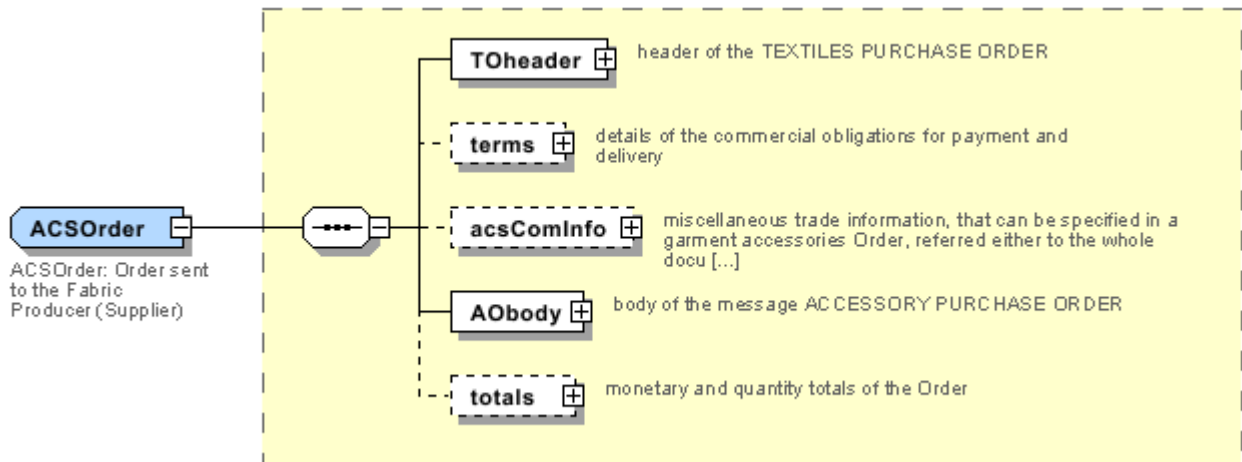 TOheader
header of the TEXTILES PURCHASE ORDER
terms
details of the commercial obligations for payment and
delivery
ACSOrder
ACSOrder: Order sent
to the Fabric
Producer (Supplier)
acsComInfo
miscellaneous trade information, that can be specified in a
garment accessories Order, referred either to the whole
docu [...]
AObody
body of the message ACCESSORY PURCHASE ORDER
totals
monetary and quantity totals of the Order